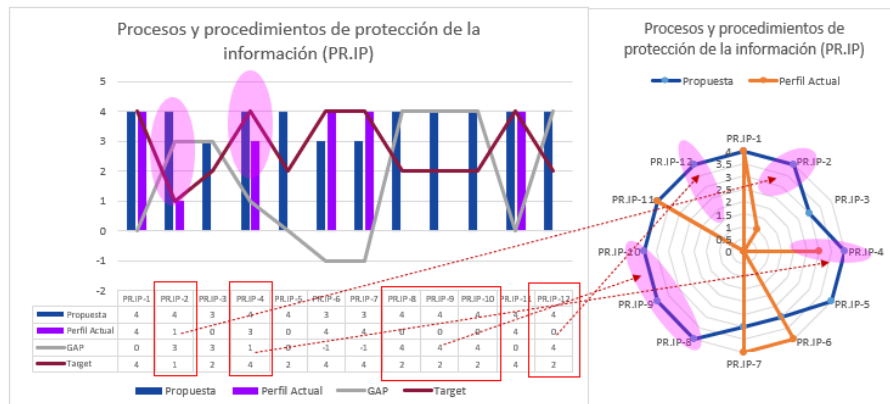 Procesos y procedimientos de protección de la
información (PR.IP)
5
4
3
2
1
0
-1
-2
PR.IP-1 PR.IP-2 PR.IP-3 PR.IP-4 PR.IP-5 PR.IP-6 PR.IP-7 PR.IP-8 PR.IP-9 PR.IP-10 PR.IP-11 PR.IP-12
Propuesta 4 4 3 4 4 3 3 4 4 4 4 4
Perfil Actual 4 1 0 3 0 4 4 0 0 0 4 0
GAP 0 3 3 1 0 -1 -1 4 4 4 0 4
Target 4 1 2 4 2 4 4 2 2 2 4 2
Propuesta Perfil Actual GAP Target
Procesos y procedimientos de
protección de la información (PR.IP)
Propuesta Perfil Actual
PR.IP-1
PR.IP-2
PR.IP-3
PR.IP-4
PR.IP-5
PR.IP-6
PR.IP-7
PR.IP-8
PR.IP-9
PR.IP-10
PR.IP-11
PR.IP-12
4
3.5
3
2.5
2
1.5
1
0.5
0